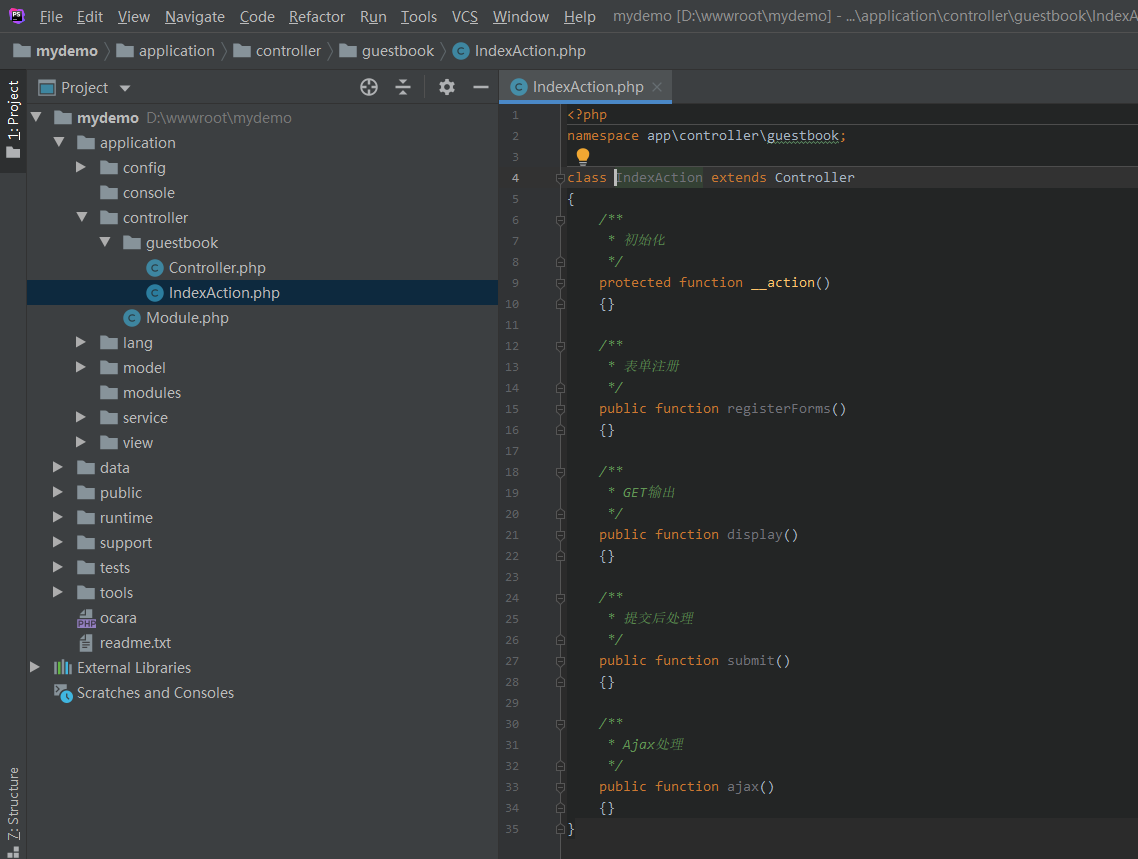 File Edit View Navigate Code Refactor Run Tools VCS Window Help mydemo [D:\wwwroot\mydemo] - ...\application\controller\guestbook\IndexA
mydemo application controller guestbook IndexAction.php
1: Project
Project
IndexAction.php
mydemo D:\wwwroot\mydemo
application
config
console
controller
guestbook
Controller.php
IndexAction.php
Module.php
lang
model
modules
service
view
data
public
runtime
support
tests
tools
ocara
readme.txt
External Libraries
Scratches and Consoles
Z: Structure
1 <?php
2 namespace app\controller\guestbook;
3
4 class IndexAction extends Controller
5 {
6 /**
7 * 初始化
8 */
9 protected function __action()
10 {}
11
12 /**
13 * 表单注册
14 */
15 public function registerForms()
16 {}
17
18 /**
19 * GET输出
20 */
21 public function display()
22 {}
23
24 /**
25 * 提交后处理
26 */
27 public function submit()
28 {}
29
30 /**
31 * Ajax处理
32 */
33 public function ajax()
34 {}
35 }